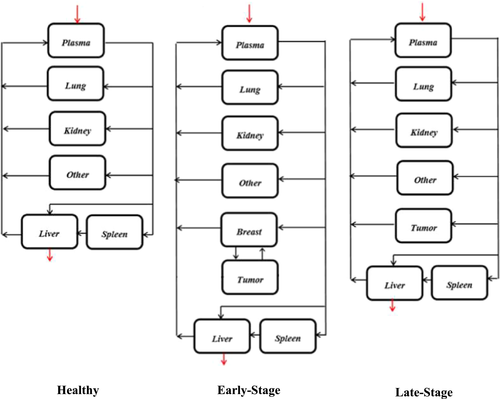 Plasma
Lung
Kidney
Other
Liver Spleen
Healthy
Plasma
Lung
Kidney
Other
Breast
Tumor
Liver Spleen
Early-Stage
Plasma
Lung
Kidney
Other
Tumor
Liver Spleen
Late-Stage